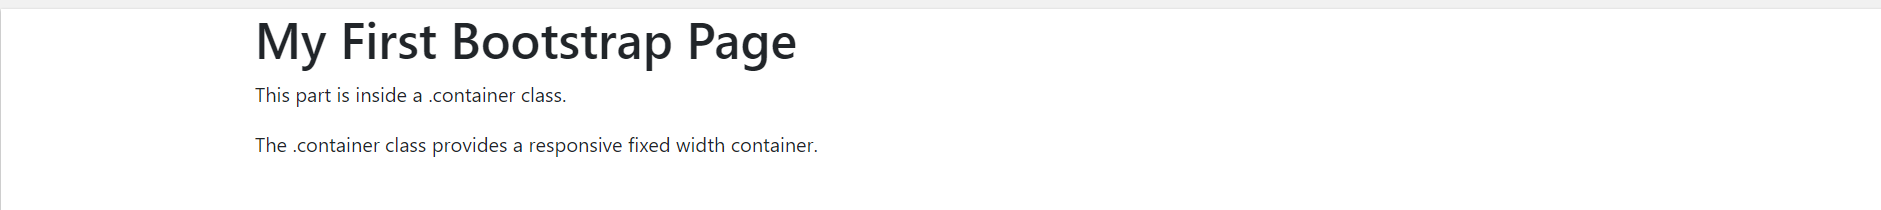 My First Bootstrap Page
This part is inside a .container class.
The .container class provides a responsive fixed width container.